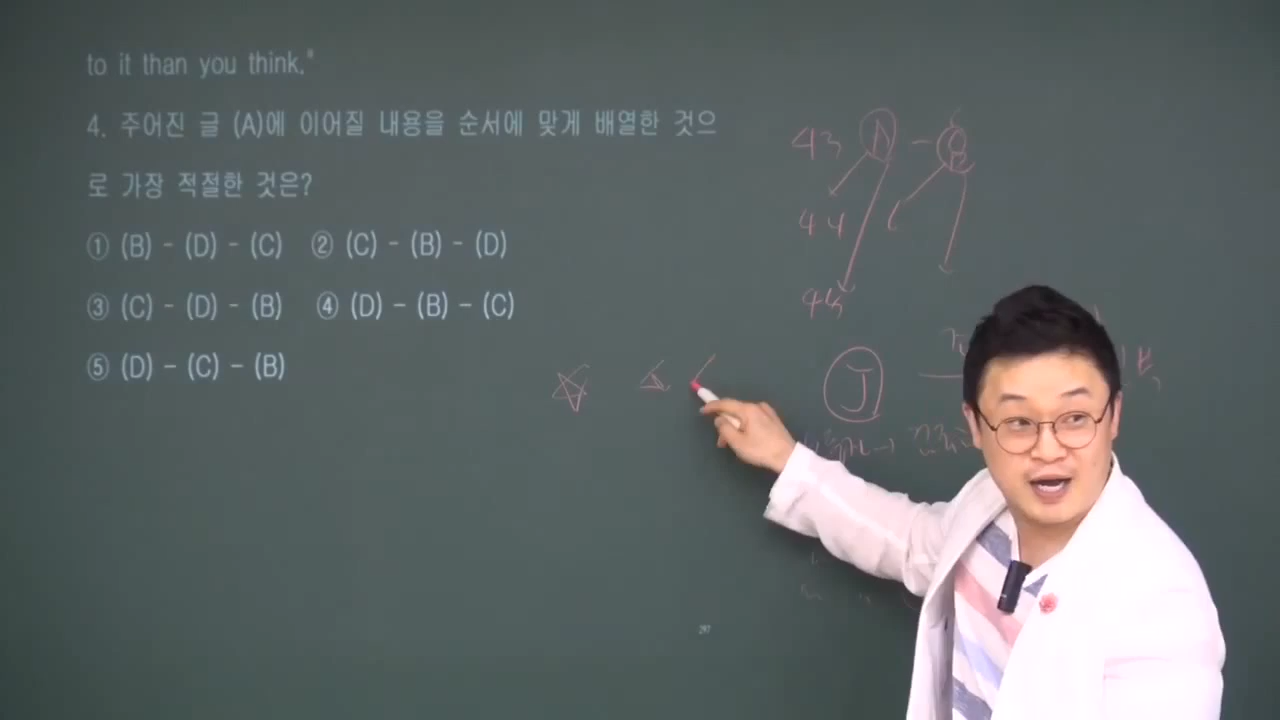 to it than you think."
4. 주어진 글 (A)에 이어질 내용을 순서에 맞게 배열한 것으
로 가장 적절한 것은?
① (B) - (D) - (C) ② (C) - (B) - (D)
③ (C) - (D) - (B) ④ (D) - (B) - (C)
⑤ (D) - (C) - (B)
43 A - B
44
45
J
297